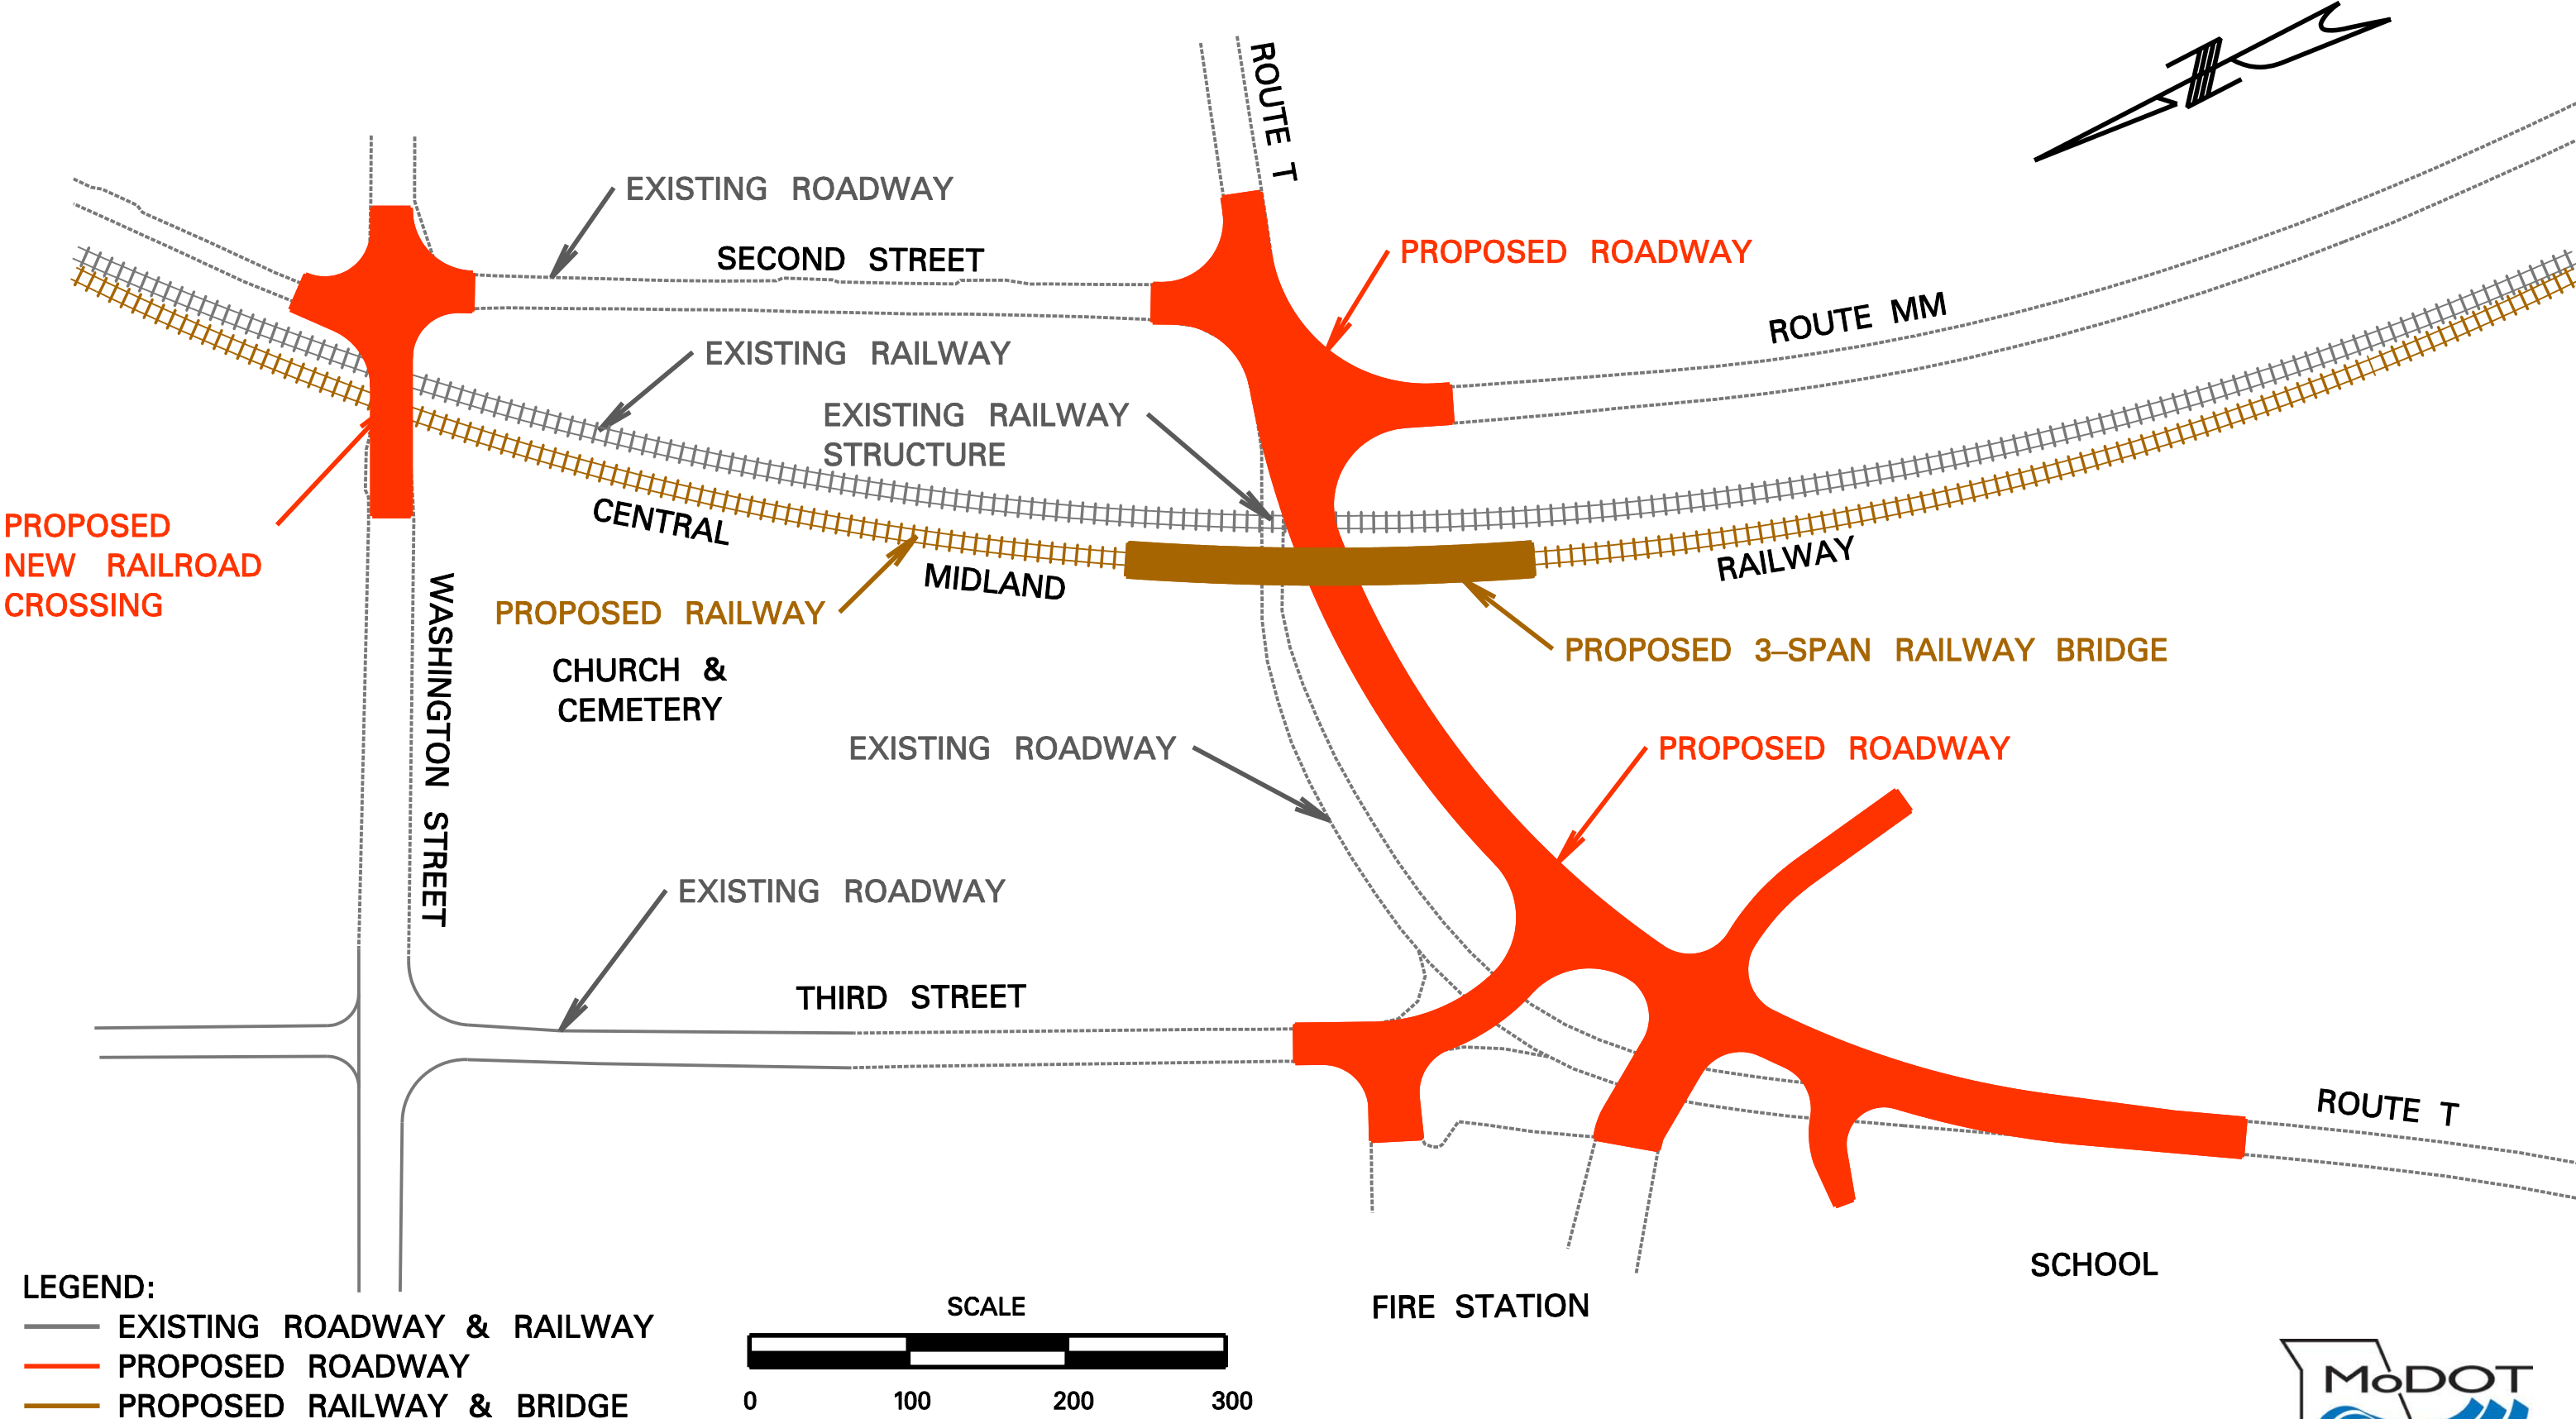 ROUTE T
EXISTING ROADWAY
SECOND STREET
PROPOSED ROADWAY
ROUTE MM
EXISTING RAILWAY
EXISTING RAILWAY
STRUCTURE
PROPOSED
NEW RAILROAD
CROSSING
CENTRAL
MIDLAND
RAILWAY
PROPOSED RAILWAY
PROPOSED 3–SPAN RAILWAY BRIDGE
WASHINGTON STREET
CHURCH &
CEMETERY
EXISTING ROADWAY
PROPOSED ROADWAY
EXISTING ROADWAY
THIRD STREET
ROUTE T
SCHOOL
FIRE STATION
LEGEND:
EXISTING ROADWAY & RAILWAY
PROPOSED ROADWAY
PROPOSED RAILWAY & BRIDGE
SCALE
0 100 200 300
MoDOT
N